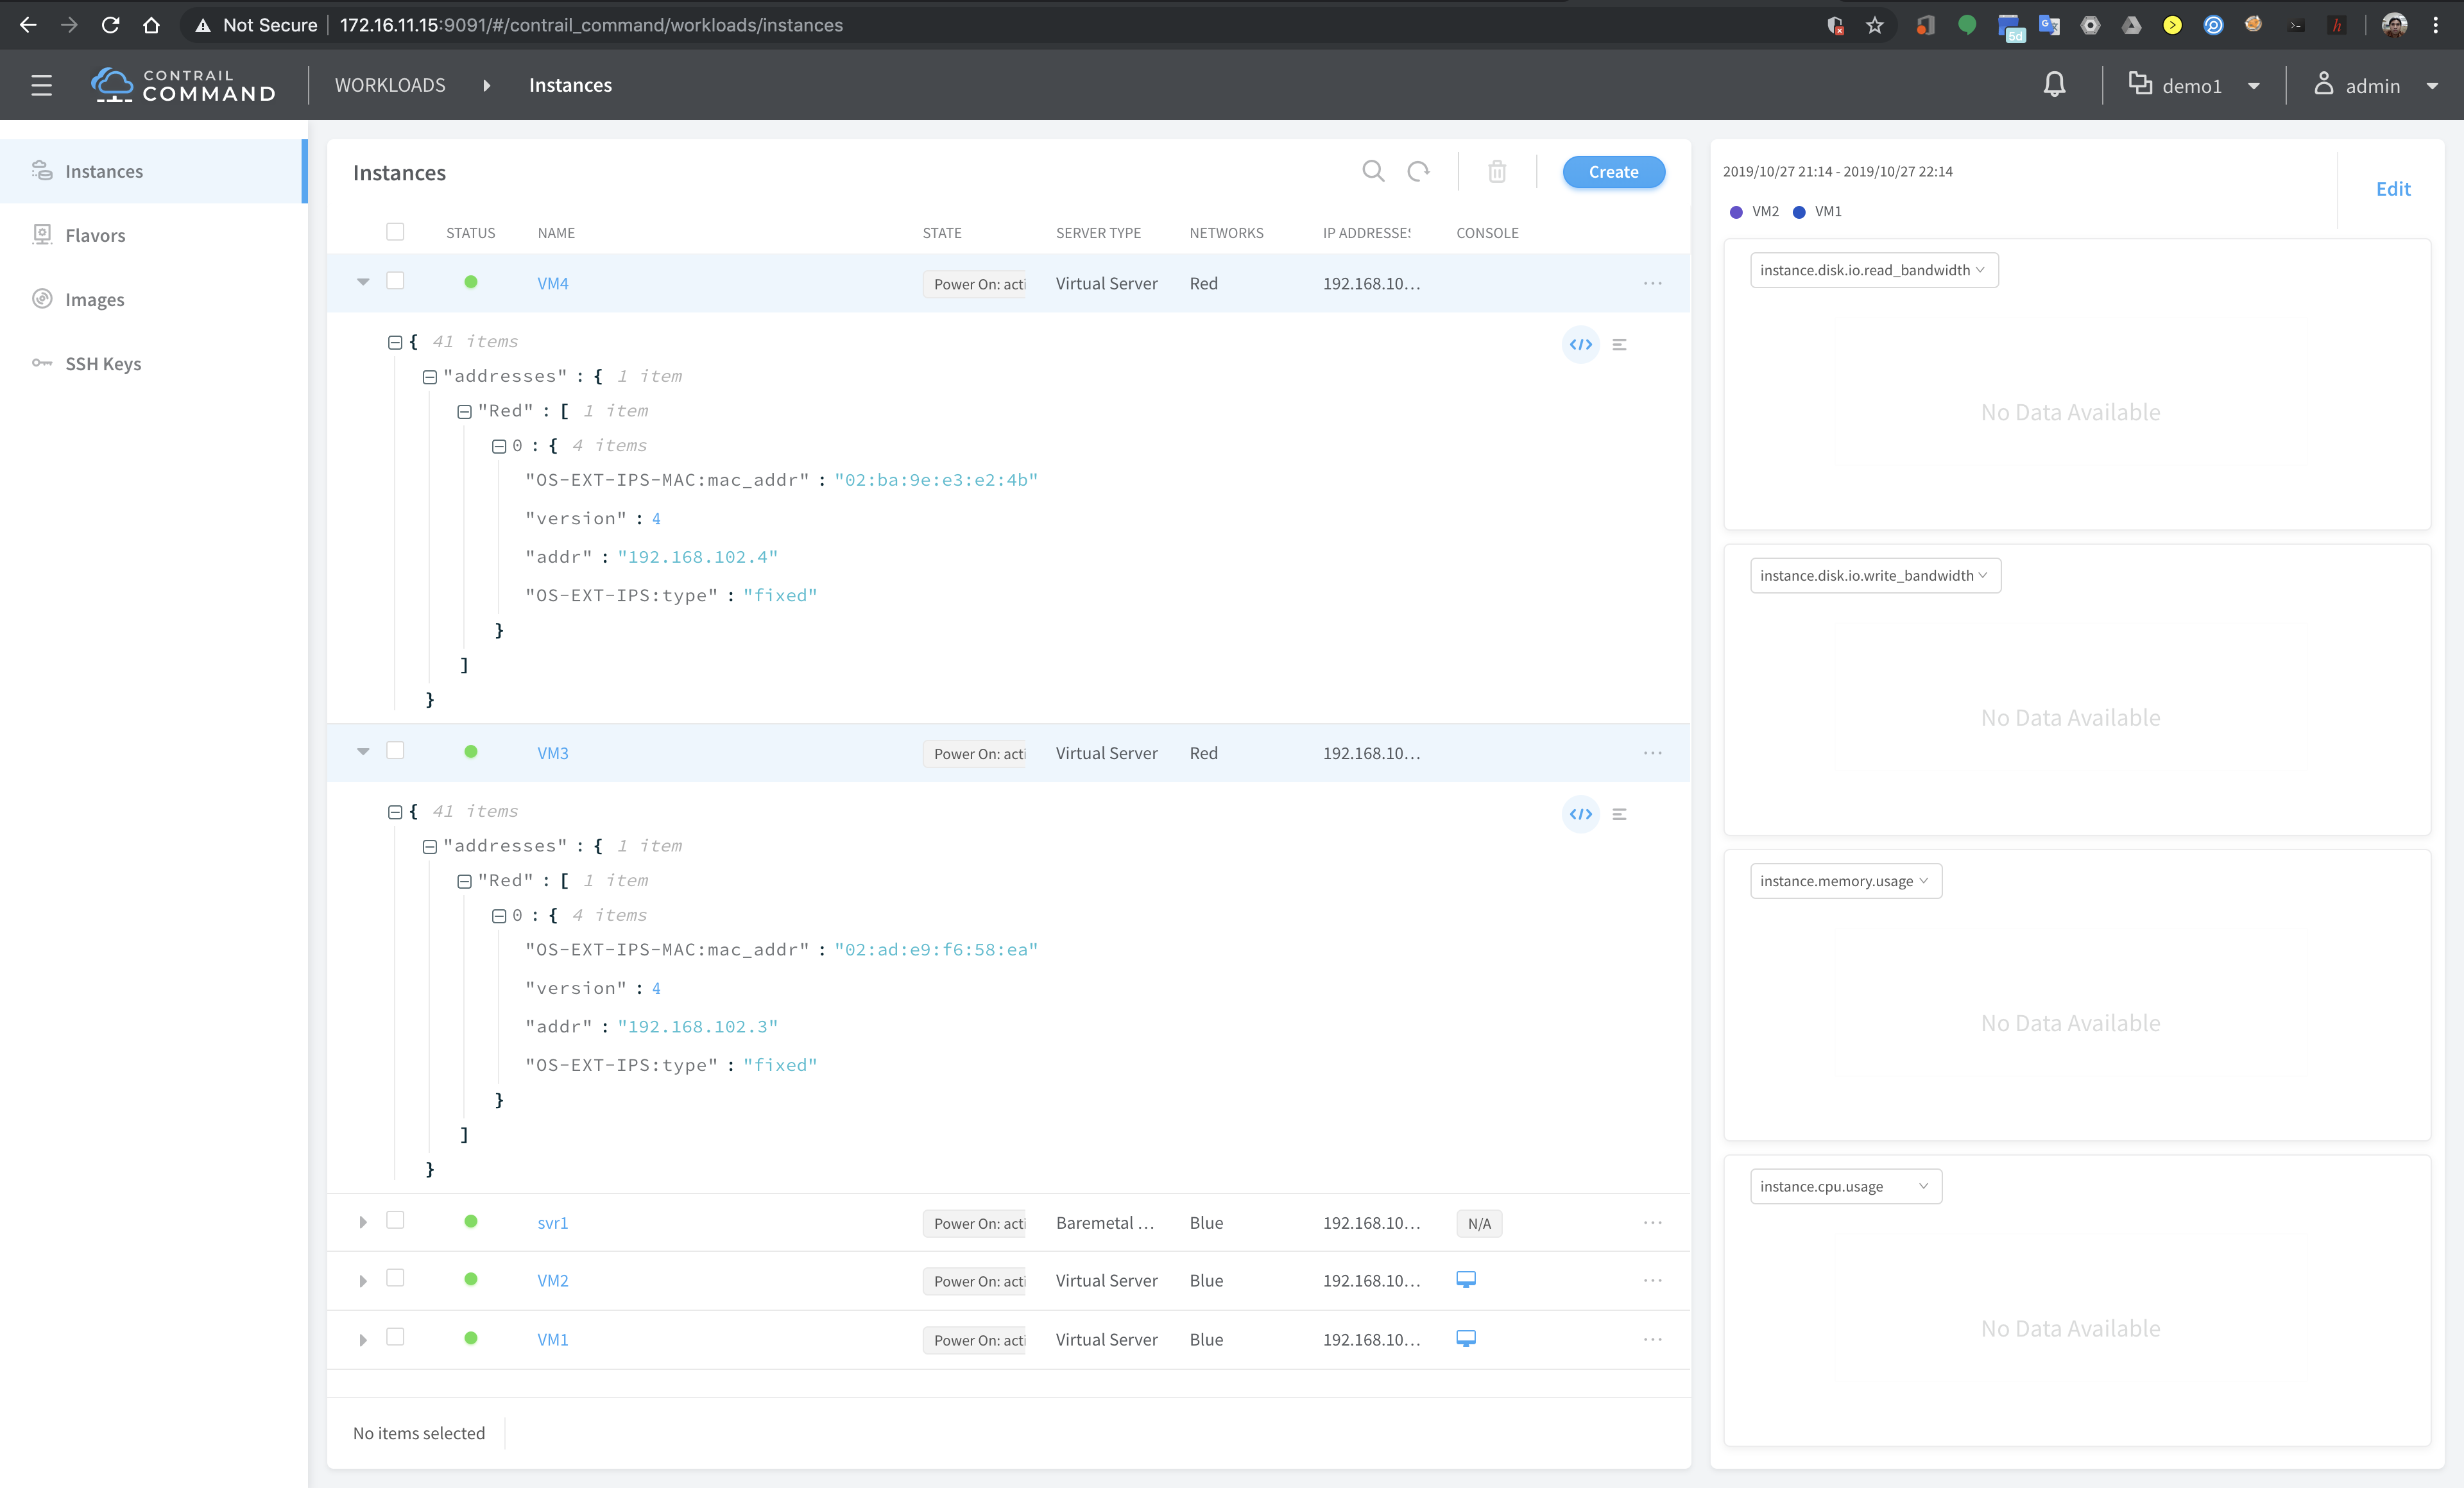 Not Secure 172.16.11.15:9091/#/contrail_command/workloads/instances
6d
CONTRAIL COMMAND
WORKLOADS Instances
demo1
admin
Instances
Flavors
Images
SSH Keys
Instances
Create
STATUS NAME STATE SERVER TYPE NETWORKS IP ADDRESSE CONSOLE
VM4 Power On: acti Virtual Server Red 192.168.10... ...
{ 41 items
"addresses" : { 1 item
"Red" : [ 1 item
0 : { 4 items
"OS-EXT-IPS-MAC:mac_addr" : "02:ba:9e:e3:e2:4b"
"version" : 4
"addr" : "192.168.102.4"
"OS-EXT-IPS:type" : "fixed"
}
]
}
VM3 Power On: acti Virtual Server Red 192.168.10... ...
{ 41 items
"addresses" : { 1 item
"Red" : [ 1 item
0 : { 4 items
"OS-EXT-IPS-MAC:mac_addr" : "02:ad:e9:f6:58:ea"
"version" : 4
"addr" : "192.168.102.3"
"OS-EXT-IPS:type" : "fixed"
}
]
}
svr1 Power On: acti Baremetal ... Blue 192.168.10... N/A ...
VM2 Power On: acti Virtual Server Blue 192.168.10... ...
VM1 Power On: acti Virtual Server Blue 192.168.10... ...
No items selected
2019/10/27 21:14 - 2019/10/27 22:14
Edit
VM2 VM1
instance.disk.io.read_bandwidth
No Data Available
instance.disk.io.write_bandwidth
No Data Available
instance.memory.usage
No Data Available
instance.cpu.usage
No Data Available